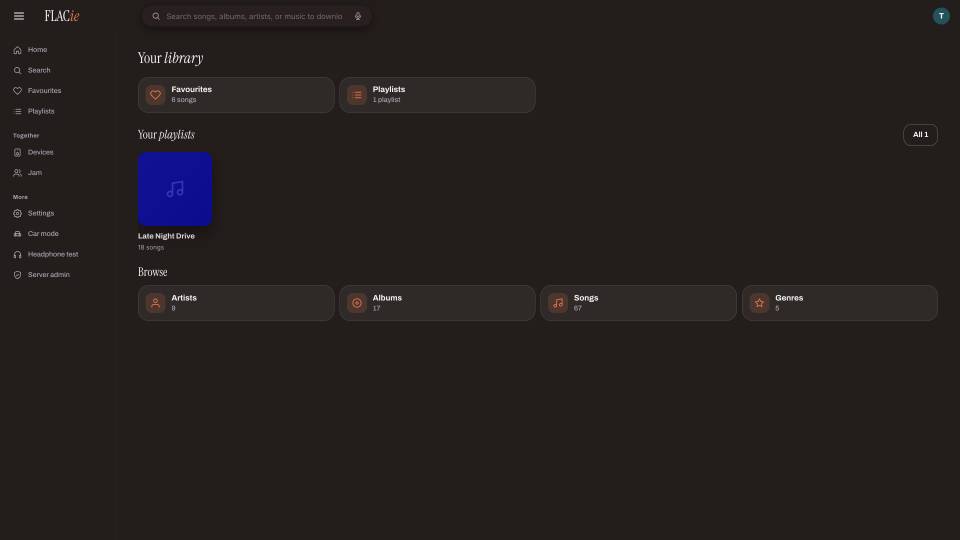 FLACie
Search songs, albums, artists, or music to downlo
T
Home
Search
Favourites
Playlists
Together
Devices
Jam
More
Settings
Car mode
Headphone test
Server admin
Your library
Favourites
6 songs
Playlists
1 playlist
Your playlists
All 1
Late Night Drive
18 songs
Browse
Artists
9
Albums
17
Songs
67
Genres
5